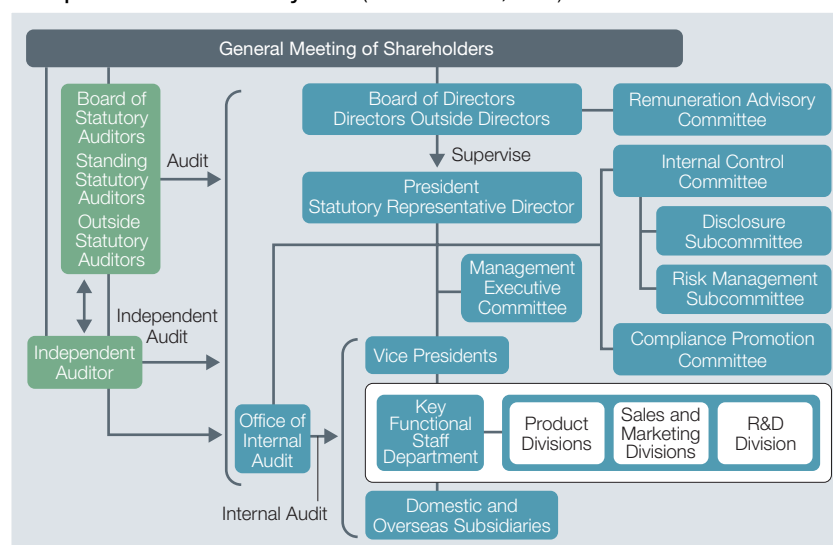 General Meeting of Shareholders
Board of
Statutory
Auditors
Standing
Statutory
Auditors
Outside
Statutory
Auditors
Audit
Board of Directors
Directors Outside Directors
Remuneration Advisory
Committee
Supervise
President
Statutory Representative Director
Internal Control
Committee
Disclosure
Subcommittee
Risk Management
Subcommittee
Management
Executive
Committee
Independent
Audit
Independent
Auditor
Vice Presidents
Compliance Promotion
Committee
Office of
Internal
Audit
Internal Audit
Key
Functional
Staff
Department
Product
Divisions
Sales and
Marketing
Divisions
R&D
Division
Domestic and
Overseas Subsidiaries